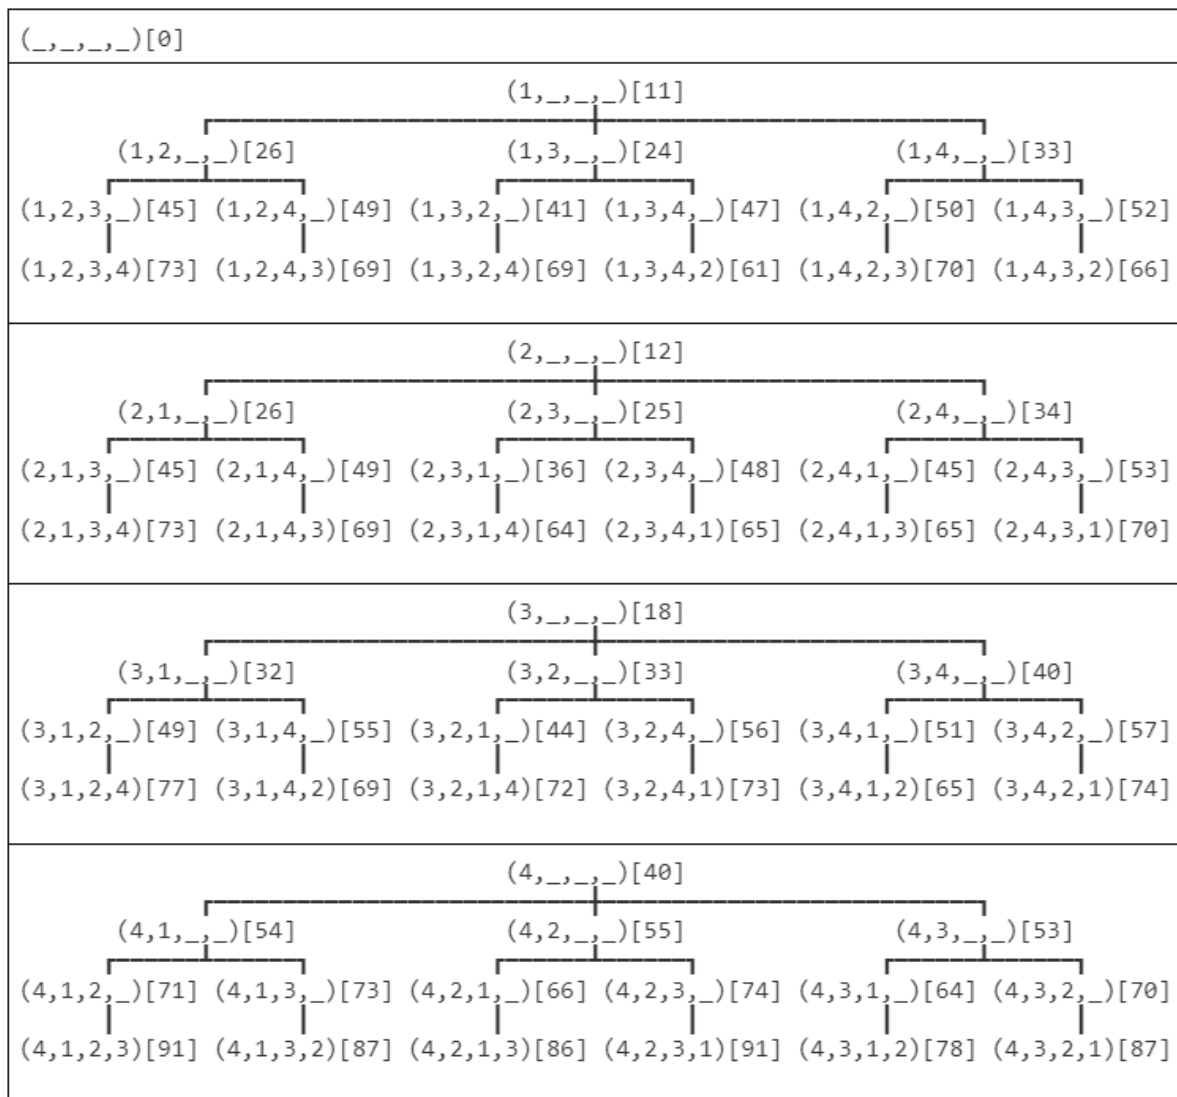 (_,_,_,_)[0]
(1,_,_,_)[11]
(1,2,_,_)[26] (1,3,_,_)[24] (1,4,_,_)[33]
(1,2,3,_)[45] (1,2,4,_)[49] (1,3,2,_)[41] (1,3,4,_)[47] (1,4,2,_)[50] (1,4,3,_)[52]
(1,2,3,4)[73] (1,2,4,3)[69] (1,3,2,4)[69] (1,3,4,2)[61] (1,4,2,3)[70] (1,4,3,2)[66]
(2,_,_,_)[12]
(2,1,_,_)[26] (2,3,_,_)[25] (2,4,_,_)[34]
(2,1,3,_)[45] (2,1,4,_)[49] (2,3,1,_)[36] (2,3,4,_)[48] (2,4,1,_)[45] (2,4,3,_)[53]
(2,1,3,4)[73] (2,1,4,3)[69] (2,3,1,4)[64] (2,3,4,1)[65] (2,4,1,3)[65] (2,4,3,1)[70]
(3,_,_,_)[18]
(3,1,_,_)[32] (3,2,_,_)[33] (3,4,_,_)[40]
(3,1,2,_)[49] (3,1,4,_)[55] (3,2,1,_)[44] (3,2,4,_)[56] (3,4,1,_)[51] (3,4,2,_)[57]
(3,1,2,4)[77] (3,1,4,2)[69] (3,2,1,4)[72] (3,2,4,1)[73] (3,4,1,2)[65] (3,4,2,1)[74]
(4,_,_,_)[40]
(4,1,_,_)[54] (4,2,_,_)[55] (4,3,_,_)[53]
(4,1,2,_)[71] (4,1,3,_)[73] (4,2,1,_)[66] (4,2,3,_)[74] (4,3,1,_)[64] (4,3,2,_)[70]
(4,1,2,3)[91] (4,1,3,2)[87] (4,2,1,3)[86] (4,2,3,1)[91] (4,3,1,2)[78] (4,3,2,1)[87]